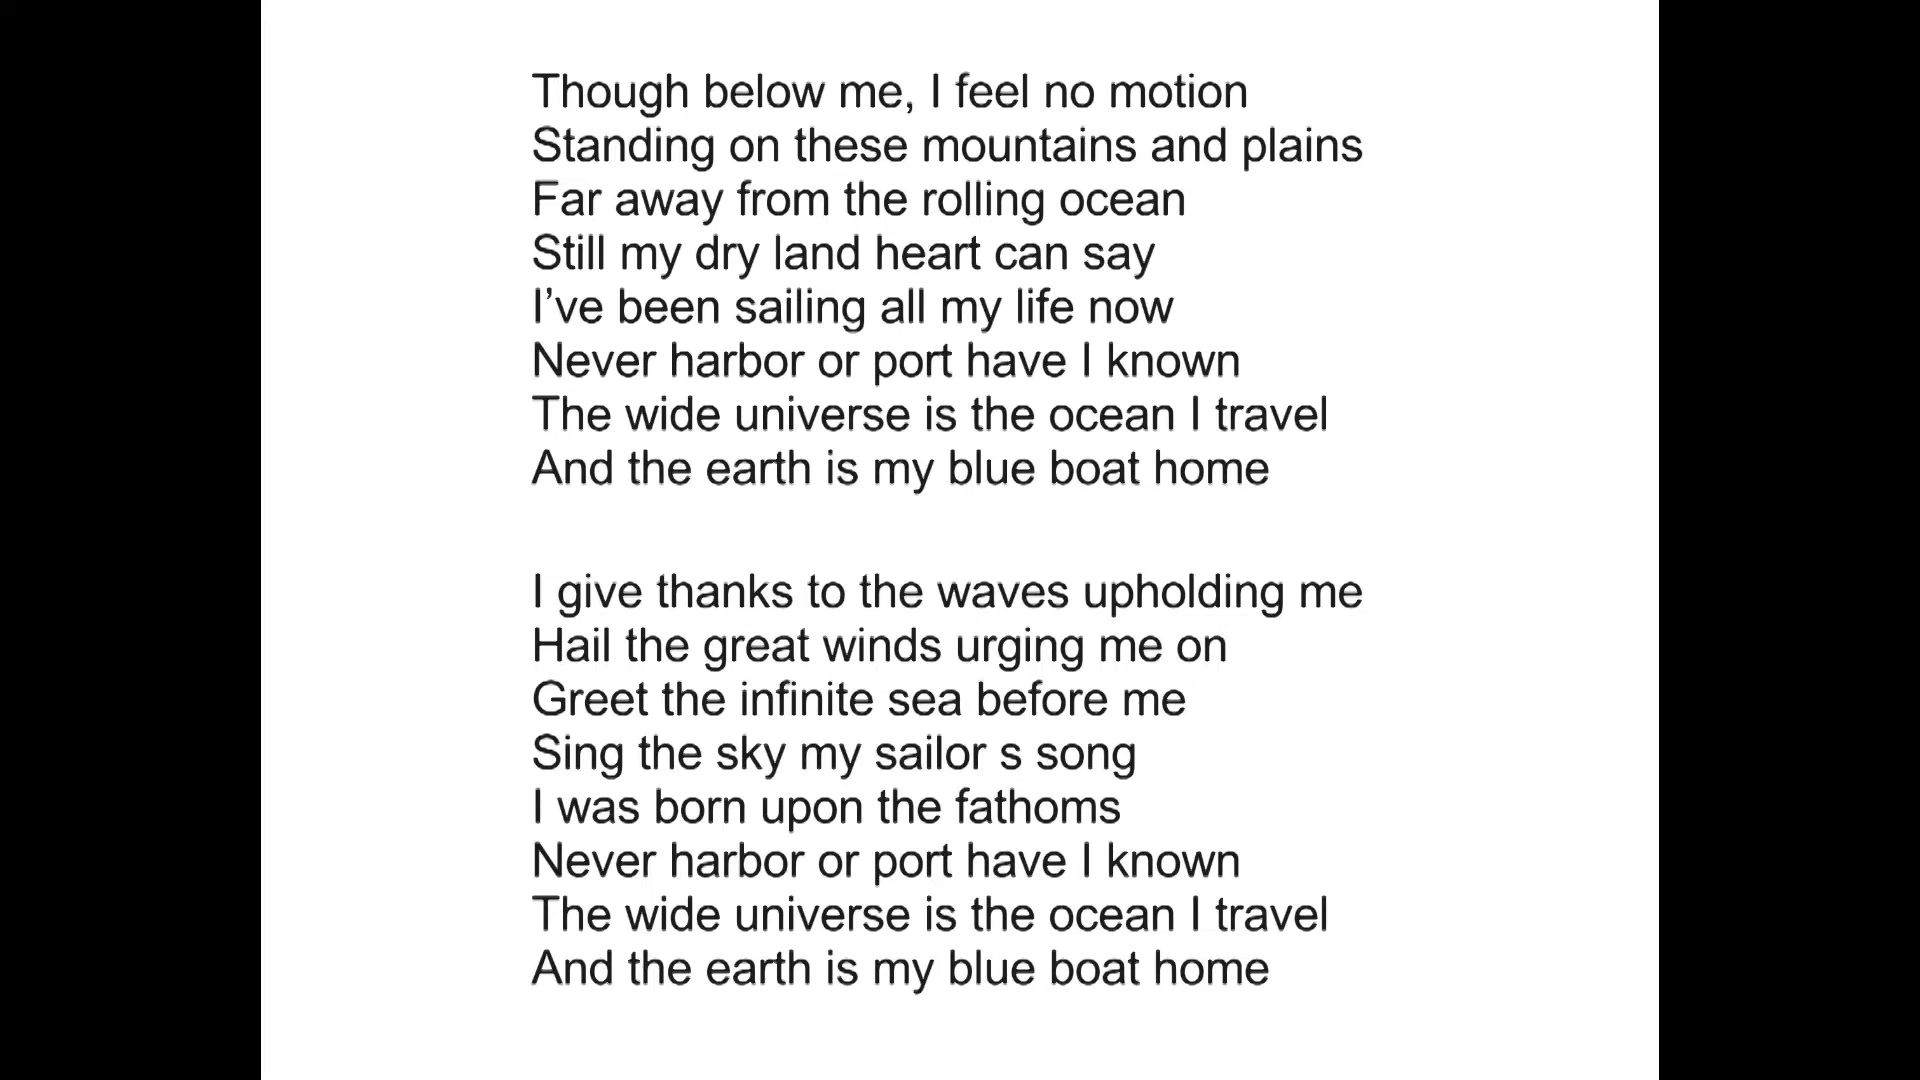 Though below me, I feel no motion
Standing on these mountains and plains
Far away from the rolling ocean
Still my dry land heart can say
I’ve been sailing all my life now
Never harbor or port have I known
The wide universe is the ocean I travel
And the earth is my blue boat home
I give thanks to the waves upholding me
Hail the great winds urging me on
Greet the infinite sea before me
Sing the sky my sailor s song
I was born upon the fathoms
Never harbor or port have I known
The wide universe is the ocean I travel
And the earth is my blue boat home